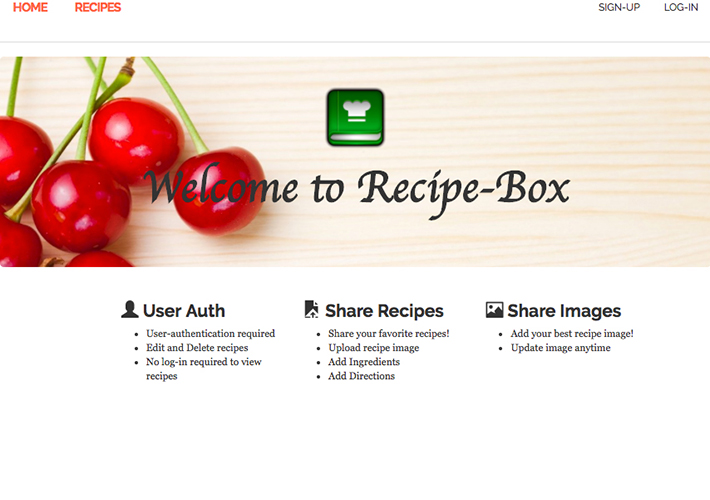 HOME RECIPES SIGN-UP LOG-IN
Welcome to Recipe-Box
User Auth
User-authentication required
Edit and Delete recipes
No log-in required to view
recipes
Share Recipes
Share your favorite recipes!
Upload recipe image
Add Ingredients
Add Directions
Share Images
Add your best recipe image!
Update image anytime